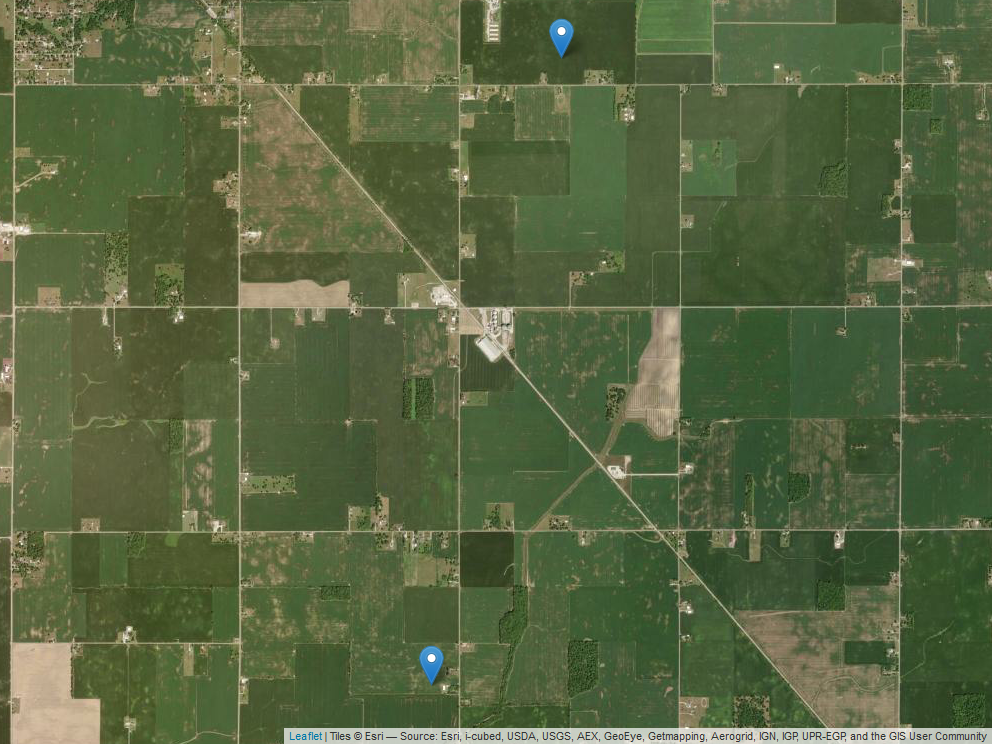 Leaflet | Tiles © Esri — Source: Esri, i-cubed, USDA, USGS, AEX, GeoEye, Getmapping, Aerogrid, IGN, IGP, UPR-EGP, and the GIS User Community